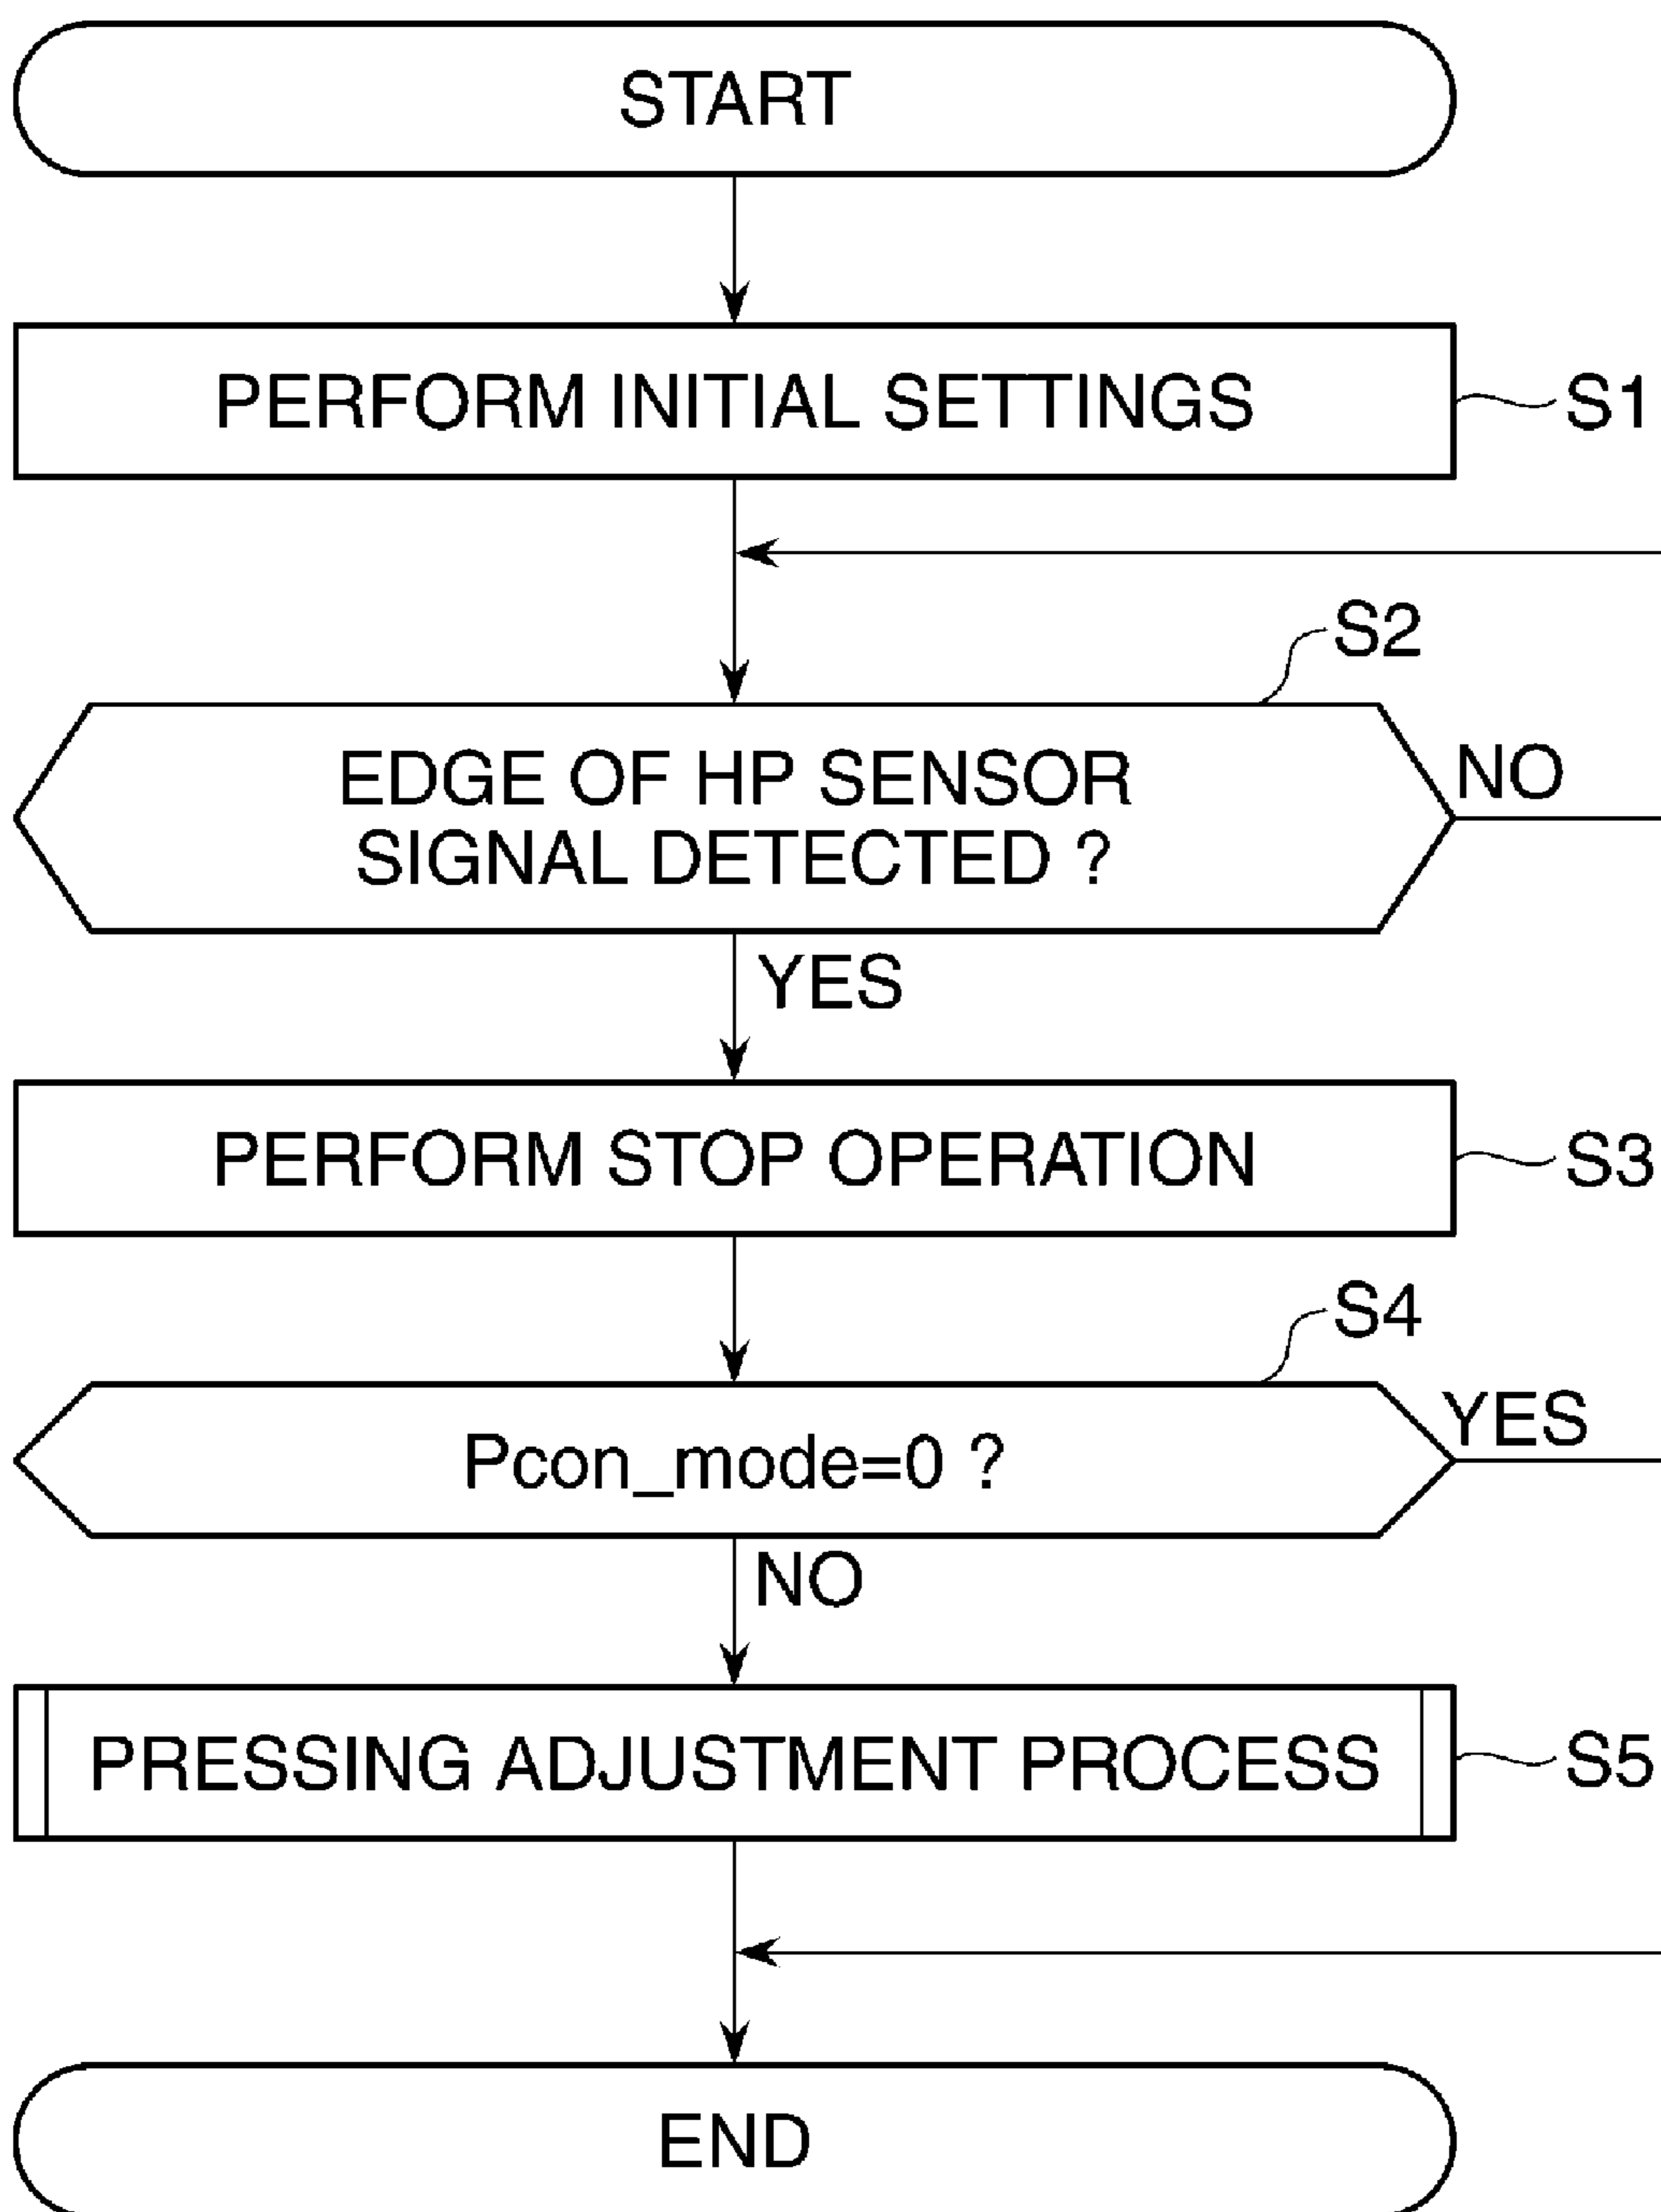 START
PERFORM INITIAL SETTINGS
S1
S2
EDGE OF HP SENSOR
SIGNAL DETECTED ?
NO
YES
PERFORM STOP OPERATION
S3
S4
Pcon_mode=0 ?
YES
NO
PRESSING ADJUSTMENT PROCESS
S5
END